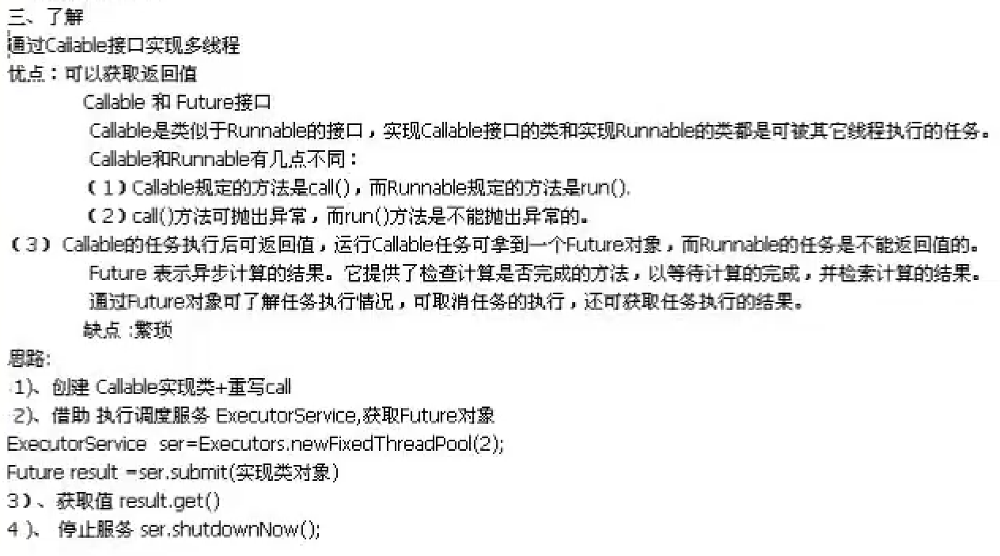 三、了解
通过Callable接口实现多线程
优点：可以获取返回值
Callable 和 Future接口
Callable是类似于Runnable的接口，实现Callable接口的类和实现Runnable的类都是可被其它线程执行的任务。
Callable和Runnable有几点不同：
（1）Callable规定的方法是call()，而Runnable规定的方法是run().
（2）call()方法可抛出异常，而run()方法是不能抛出异常的。
（3） Callable的任务执行后可返回值，运行Callable任务可拿到一个Future对象，而Runnable的任务是不能返回值的。
Future 表示异步计算的结果。它提供了检查计算是否完成的方法，以等待计算的完成，并检索计算的结果。
通过Future对象可了解任务执行情况，可取消任务的执行，还可获取任务执行的结果。
缺点 :繁琐
思路:
1)、创建 Callable实现类+重写call
2)、借助 执行调度服务 ExecutorService,获取Future对象
ExecutorService ser=Executors.newFixedThreadPool(2);
Future result =ser.submit(实现类对象)
3）、获取值 result.get()
4 )、 停止服务 ser.shutdownNow();